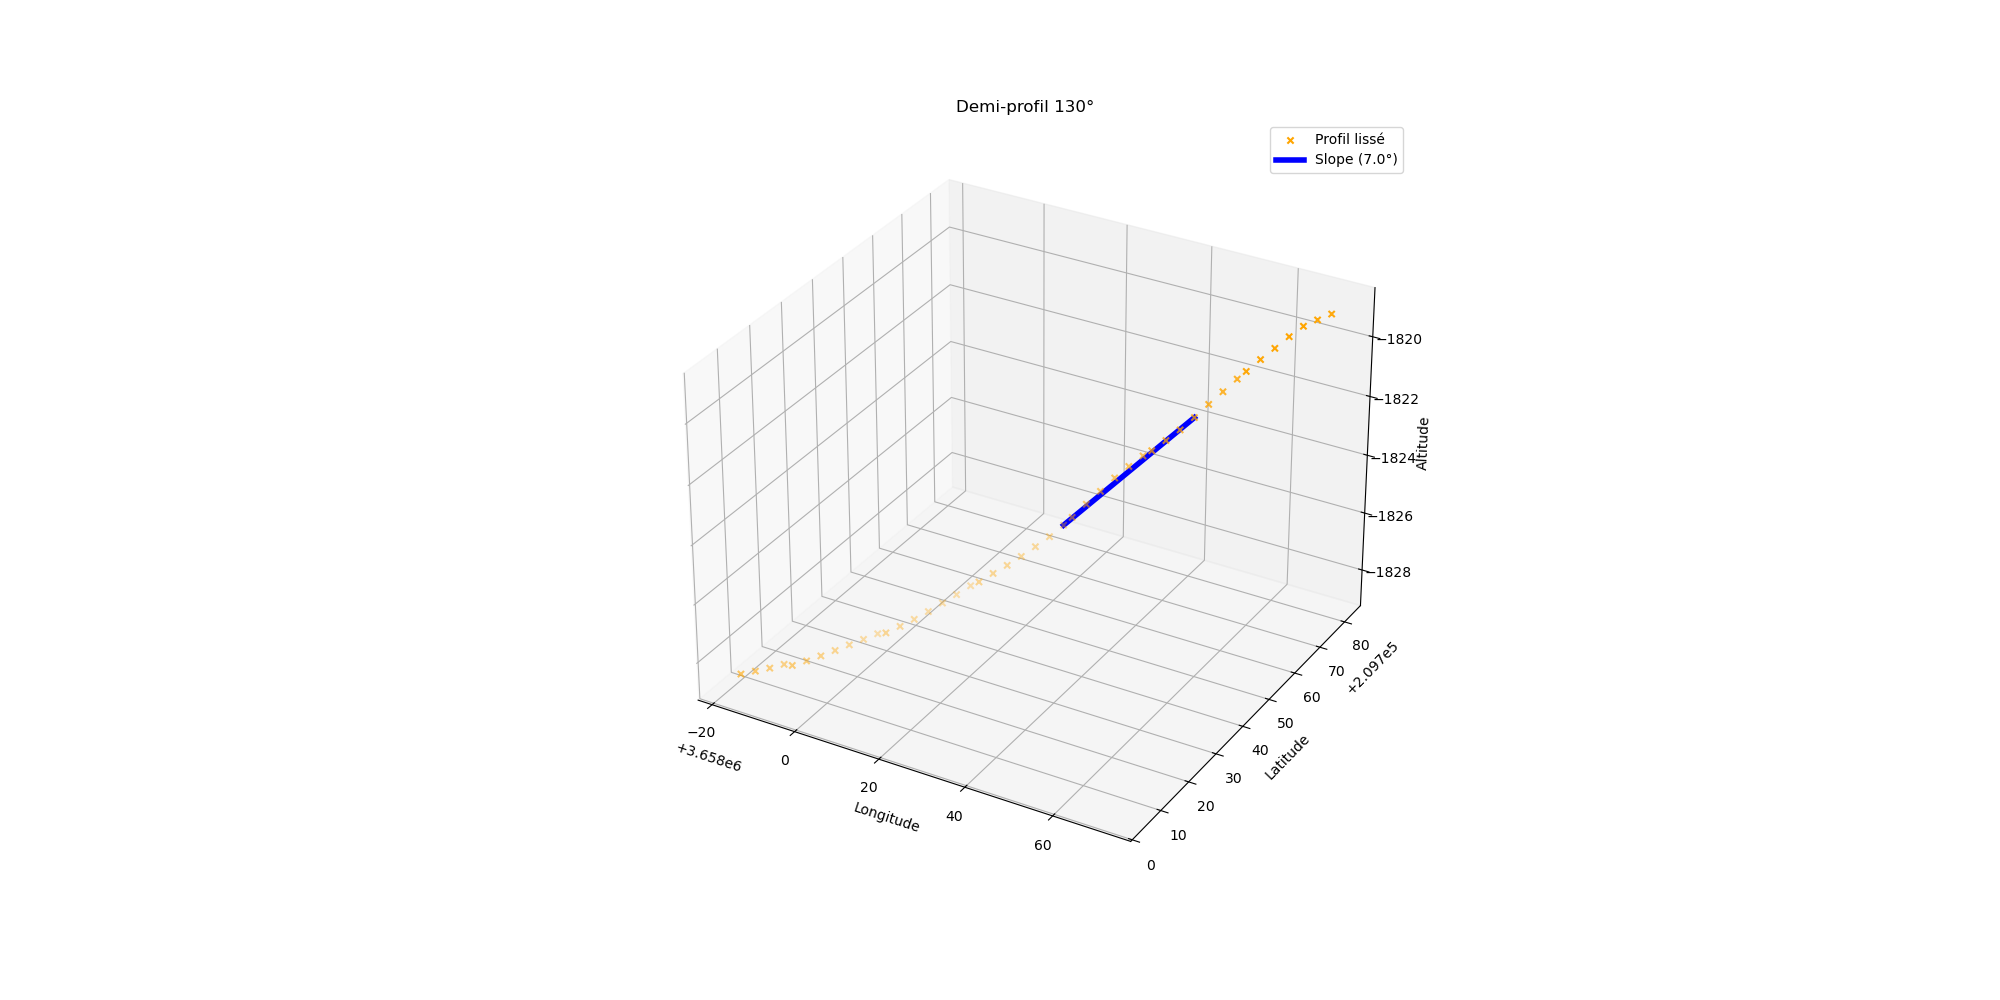 Demi-profil 130°
Profil lissé
Slope (7.0°)
−1820
−1822
−1824
−1826
−1828
Altitude
80
70
60
50
40
30
20
10
0
+2.097e5
Latitude
−20
0
20
40
60
+3.658e6
Longitude